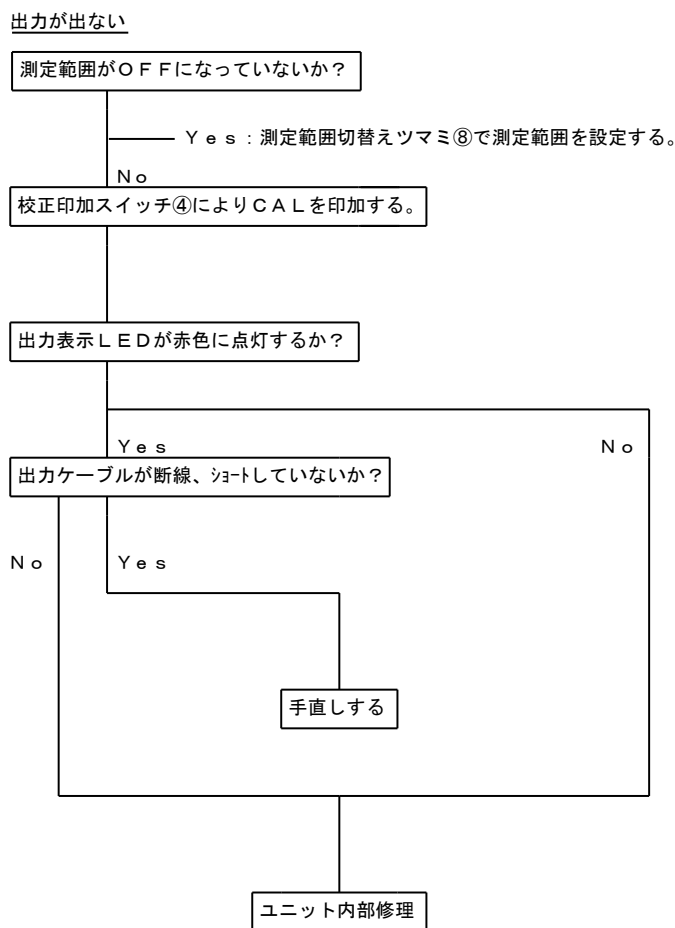 出力が出ない
測定範囲がＯＦＦになっていないか？
Ｙｅｓ：測定範囲切替えツマミ⑧で測定範囲を設定する。
Ｎｏ
校正印加スイッチ④によりＣＡＬを印加する。
出力表示ＬＥＤが赤色に点灯するか？
Ｙｅｓ
Ｎｏ
出力ケーブルが断線、ｼｮｰﾄしていないか？
Ｎｏ
Ｙｅｓ
手直しする
ユニット内部修理